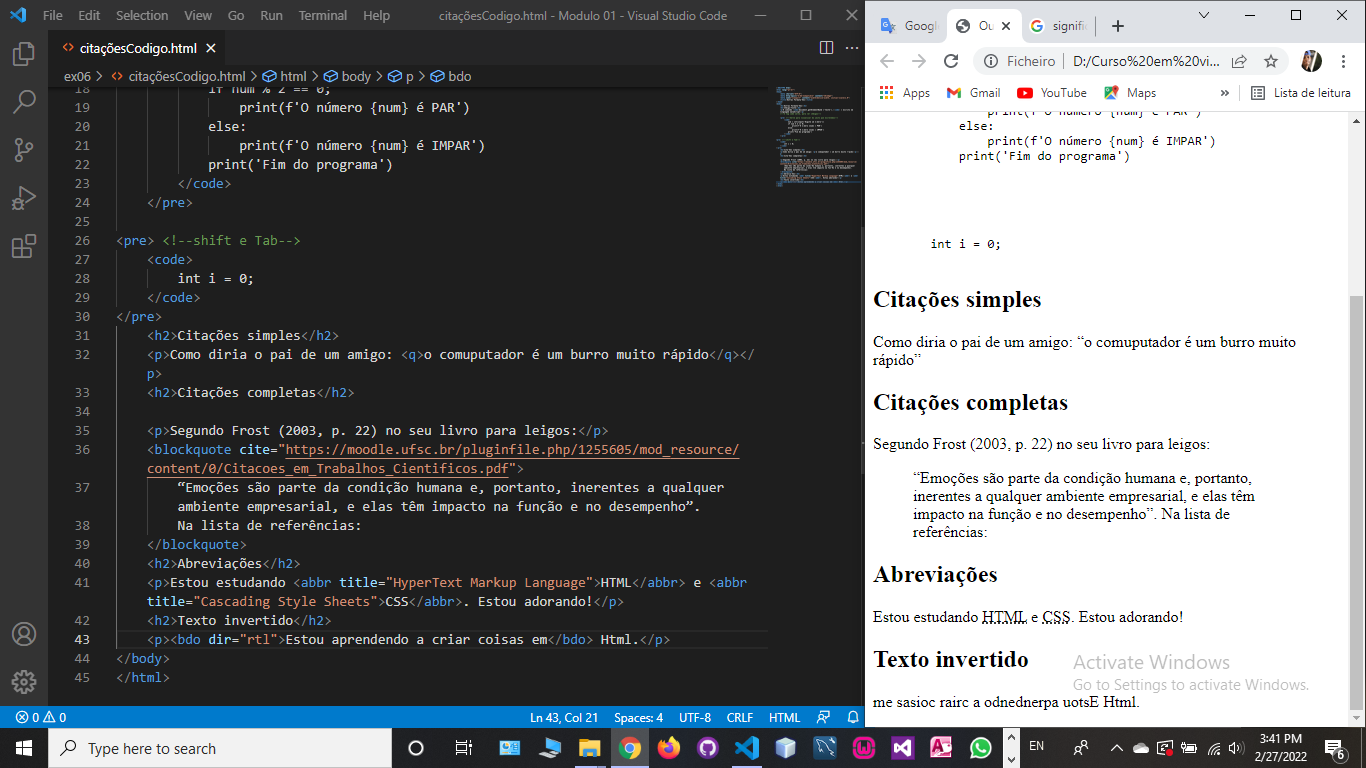 File Edit Selection View Go Run Terminal Help citaçõesCodigo.html - Modulo 01 - Visual Studio Code
citaçõesCodigo.html
ex06 > citaçõesCodigo.html > html > body > p > bdo
18 if num % 2 == 0;
19 print(f'O número {num} é PAR')
20 else:
21 print(f'O número {num} é IMPAR')
22 print('Fim do programa')
23 </code>
24 </pre>
25
26 <pre> <!--shift e Tab-->
27 <code>
28 int i = 0;
29 </code>
30 </pre>
31 <h2>Citações simples</h2>
32 <p>Como diria o pai de um amigo: <q>o comuputador é um burro muito rápido</q></
p>
33 <h2>Citações completas</h2>
34
35 <p>Segundo Frost (2003, p. 22) no seu livro para leigos:</p>
36 <blockquote cite="https://moodle.ufsc.br/pluginfile.php/1255605/mod_resource/
content/0/Citacoes_em_Trabalhos_Cientificos.pdf">
37 “Emoções são parte da condição humana e, portanto, inerentes a qualquer
ambiente empresarial, e elas têm impacto na função e no desempenho”.
38 Na lista de referências:
39 </blockquote>
40 <h2>Abreviações</h2>
41 <p>Estou estudando <abbr title="HyperText Markup Language">HTML</abbr> e <abbr
title="Cascading Style Sheets">CSS</abbr>. Estou adorando!</p>
42 <h2>Texto invertido</h2>
43 <p><bdo dir="rtl">Estou aprendendo a criar coisas em</bdo> Html.</p>
44 </body>
45 </html>
0 0 Ln 43, Col 21 Spaces: 4 UTF-8 CRLF HTML
Googl Ou signifi
Ficheiro D:/Curso%20em%20vi...
Apps Gmail YouTube Maps » Lista de leitura
print(f'O número {num} é PAR')
else:
print(f'O número {num} é IMPAR')
print('Fim do programa')
int i = 0;
Citações simples
Como diria o pai de um amigo: “o comuputador é um burro muito
rápido”
Citações completas
Segundo Frost (2003, p. 22) no seu livro para leigos:
“Emoções são parte da condição humana e, portanto,
inerentes a qualquer ambiente empresarial, e elas têm
impacto na função e no desempenho”. Na lista de
referências:
Abreviações
Estou estudando HTML e CSS. Estou adorando!
Texto invertido
me sasioc rairc a odnednerpa uotsE Html.
Activate Windows
Go to Settings to activate Windows.
Type here to search
EN
3:41 PM
2/27/2022
6